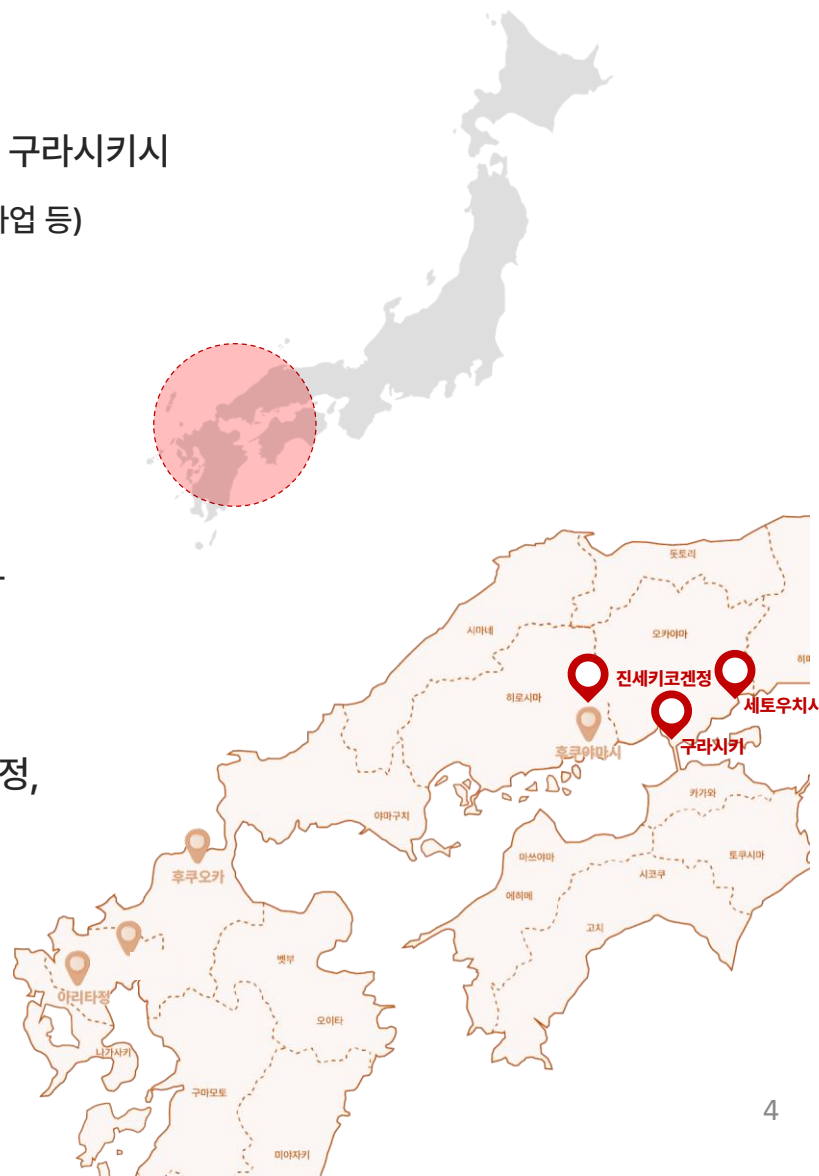 구라시키시
업 등)
정,
돗토리
시마네
오카야마
히로시마
진세키코겐정
세토우치시
구라시키
후쿠야마시
카가와
야마구치
마쓰야마
토쿠시마
시코쿠
에히메
고치
후쿠오카
벳부
아리타정
오이타
나가사키
구마모토
미야자키
4